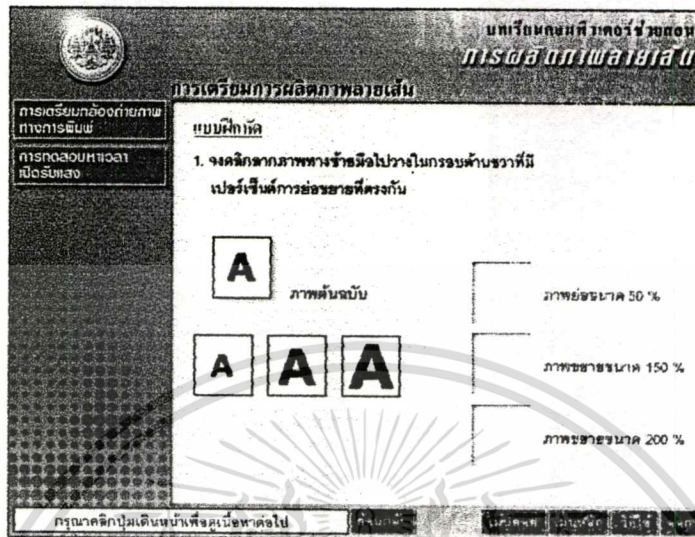 บทเรียนคอมพิวเตอร์ช่วยสอน
การผลิตภาพลายเส้น
การเตรียมการผลิตภาพลายเส้น
การเตรียมกล้องถ่ายภาพ
ทางการพิมพ์
การทดสอบหาเวลา
เปิดรับแสง
แบบฝึกหัด
1. จงคลิกลากภาพทางซ้ายมือไปวางในกรอบด้านขวาที่มี
เปอร์เซ็นต์การย่อขยายที่ตรงกัน
A
ภาพต้นฉบับ
ภาพย่อขนาด 50 %
A A A
ภาพขยายขนาด 150 %
ภาพขยายขนาด 200 %
กรุณาคลิกปุ่มเดินหน้าเพื่อดูเนื้อหาต่อไป
เมนูหลัก วิธีใช้